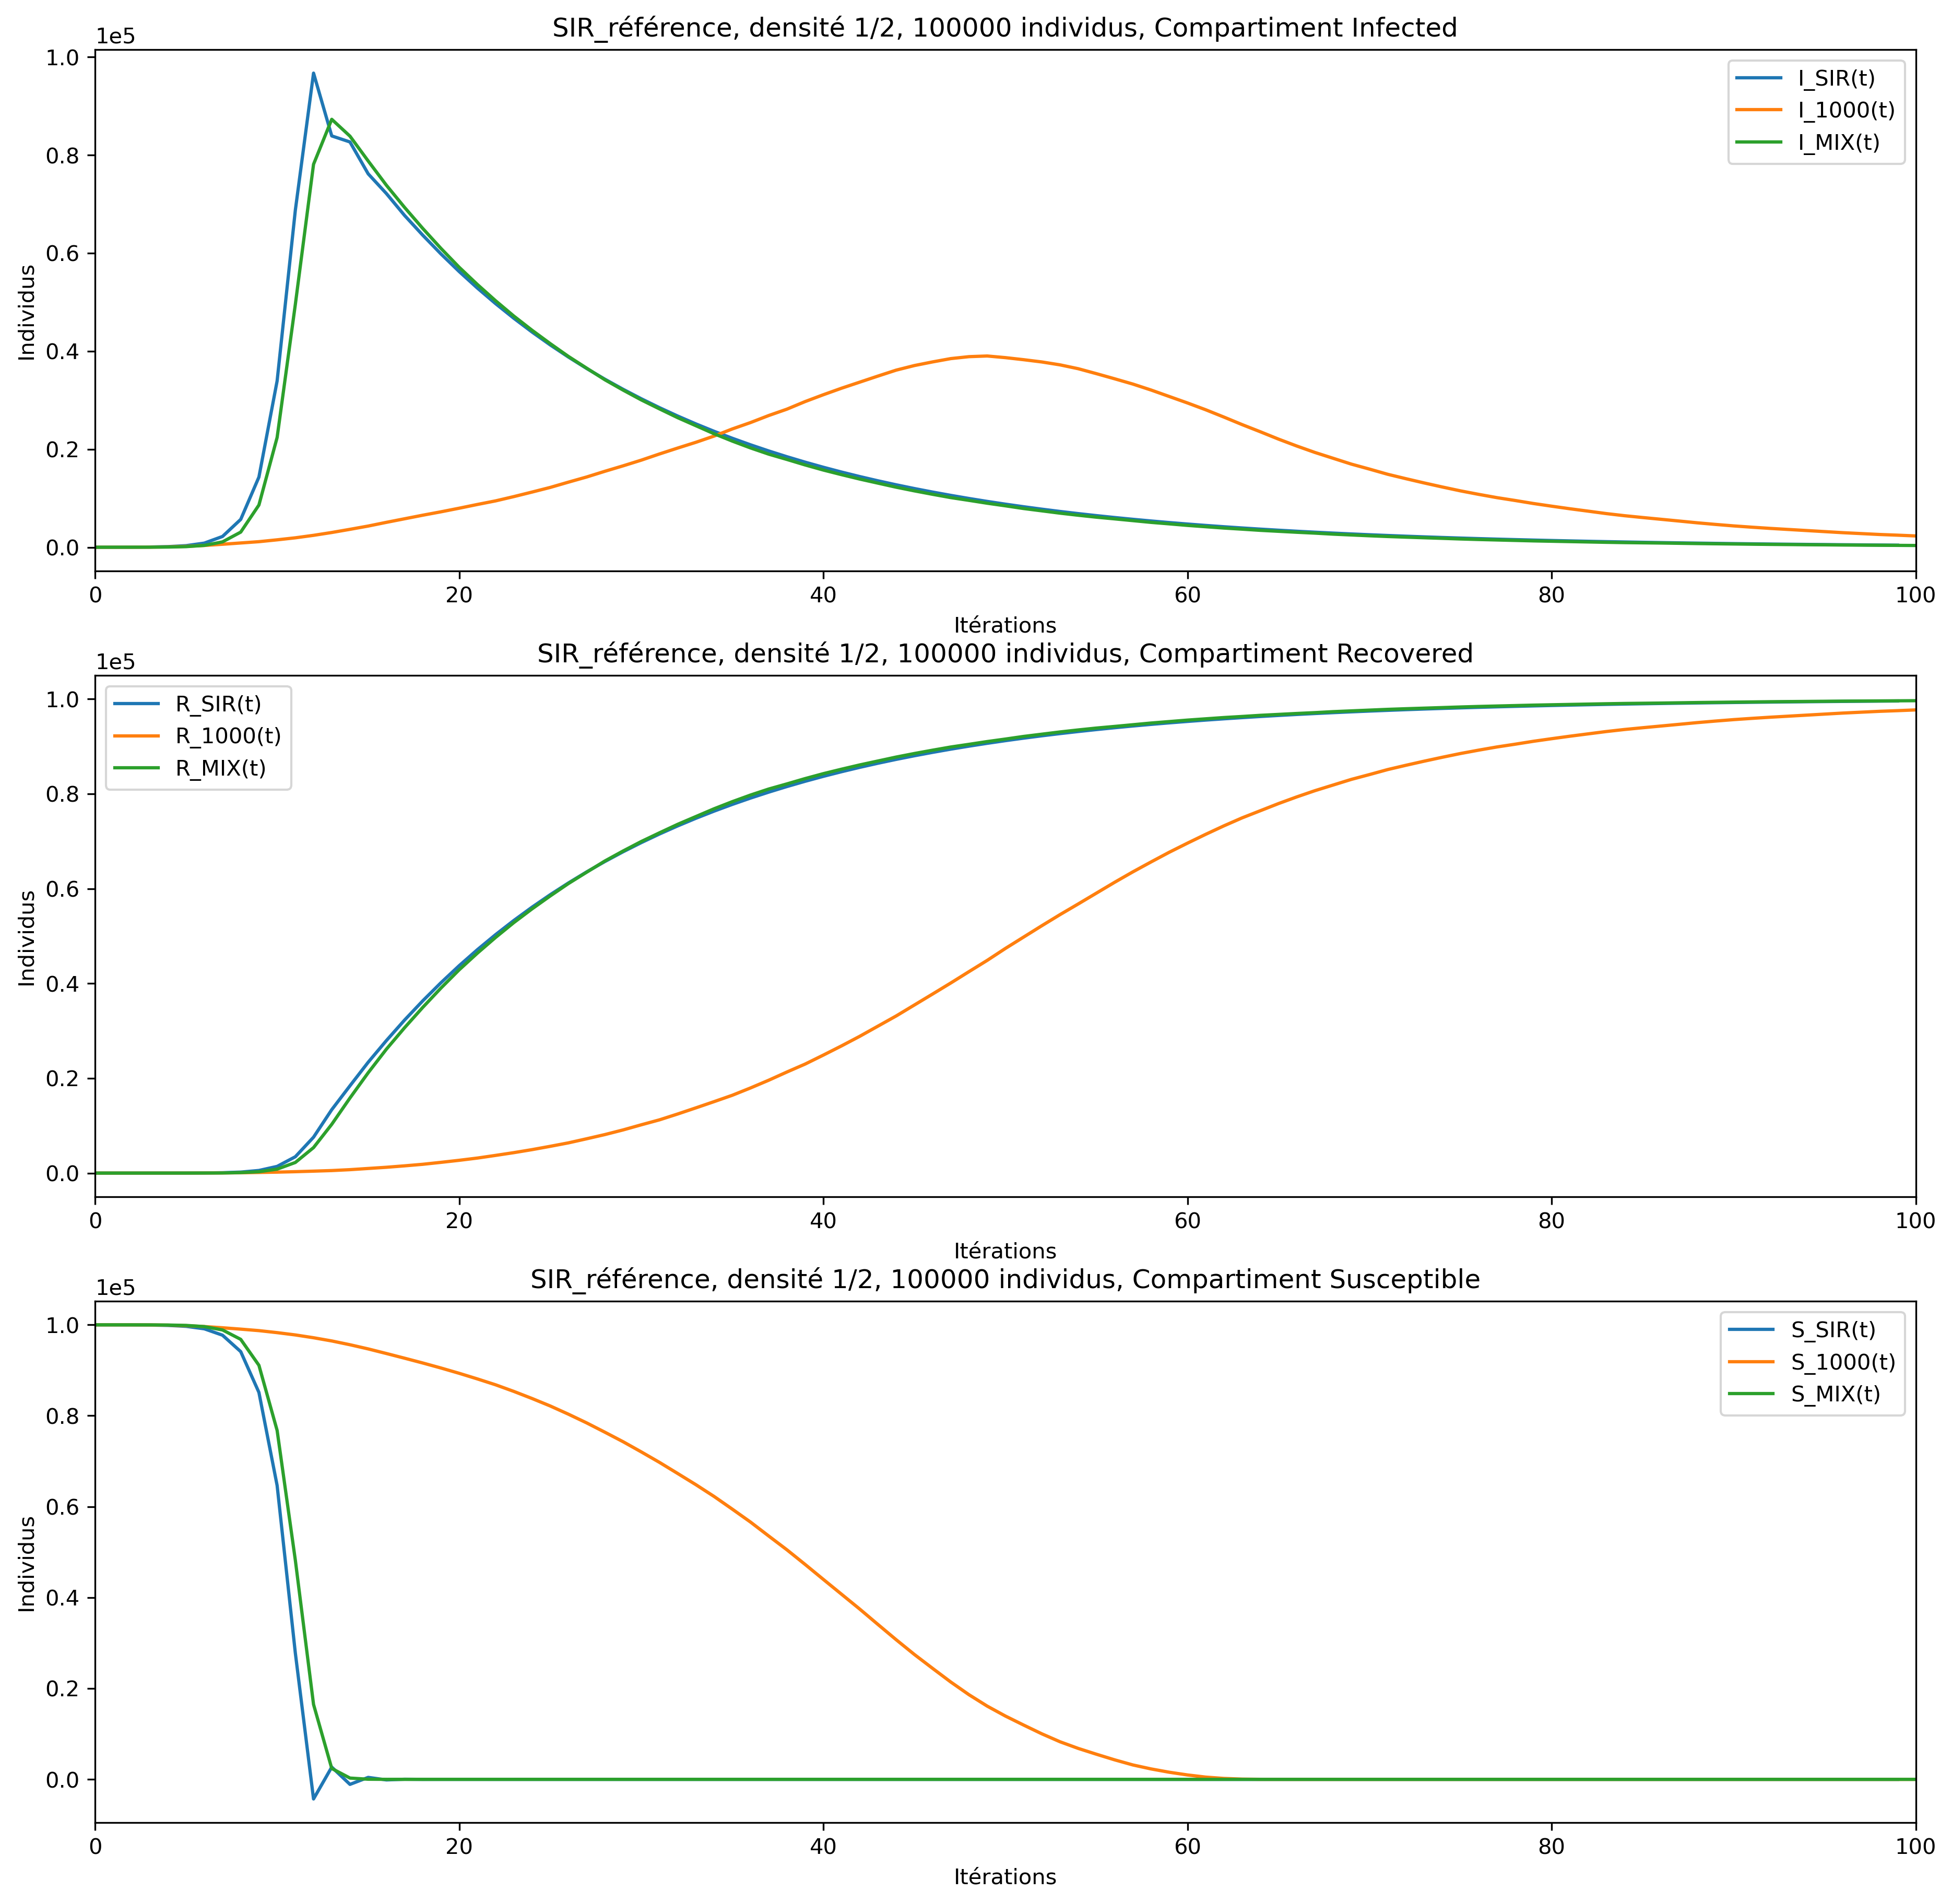 SIR_référence, densité 1/2, 100000 individus, Compartiment Infected
1e5
1.0
0.8
0.6
0.4
0.2
0.0
Individus
I_SIR(t)
I_1000(t)
I_MIX(t)
0 20 40 60 80 100
Itérations
SIR_référence, densité 1/2, 100000 individus, Compartiment Recovered
1e5
1.0
0.8
0.6
0.4
0.2
0.0
Individus
R_SIR(t)
R_1000(t)
R_MIX(t)
0 20 40 60 80 100
Itérations
SIR_référence, densité 1/2, 100000 individus, Compartiment Susceptible
1e5
1.0
0.8
0.6
0.4
0.2
0.0
Individus
S_SIR(t)
S_1000(t)
S_MIX(t)
0 20 40 60 80 100
Itérations